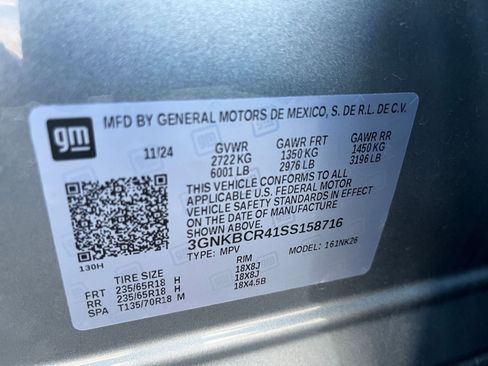 gm
MFD BY GENERAL MOTORS DE MEXICO, S. DE R.L. DE C.V.
11/24 GVWR GAWR FRT GAWR RR
2722 KG 1350 KG 1450 KG
6001 LB 2976 LB 3196 LB
THIS VEHICLE CONFORMS TO ALL
APPLICABLE U.S. FEDERAL MOTOR
VEHICLE SAFETY STANDARDS IN EFFECT
ON THE DATE OF MANUFACTURE
3GNKBCR41SS158716
130H TYPE: MPV MODEL: 161NK26
TIRE SIZE RIM
FRT 235/65R18 H 18X8J
RR 235/65R18 H 18X8J
SPA T135/70R18 M 18X4.5B